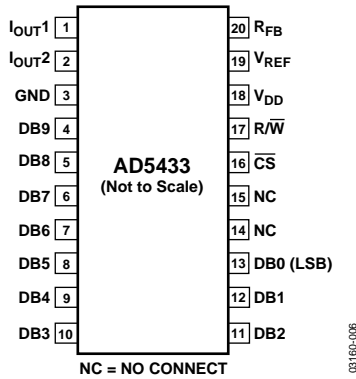 IOUT1 1
IOUT2 2
GND 3
DB9 4
DB8 5
DB7 6
DB6 7
DB5 8
DB4 9
DB3 10
AD5433
(Not to Scale)
20 RFB
19 VREF
18 VDD
17 R/W̅
16 C̅S̅
15 NC
14 NC
13 DB0 (LSB)
12 DB1
11 DB2
NC = NO CONNECT
03160-006